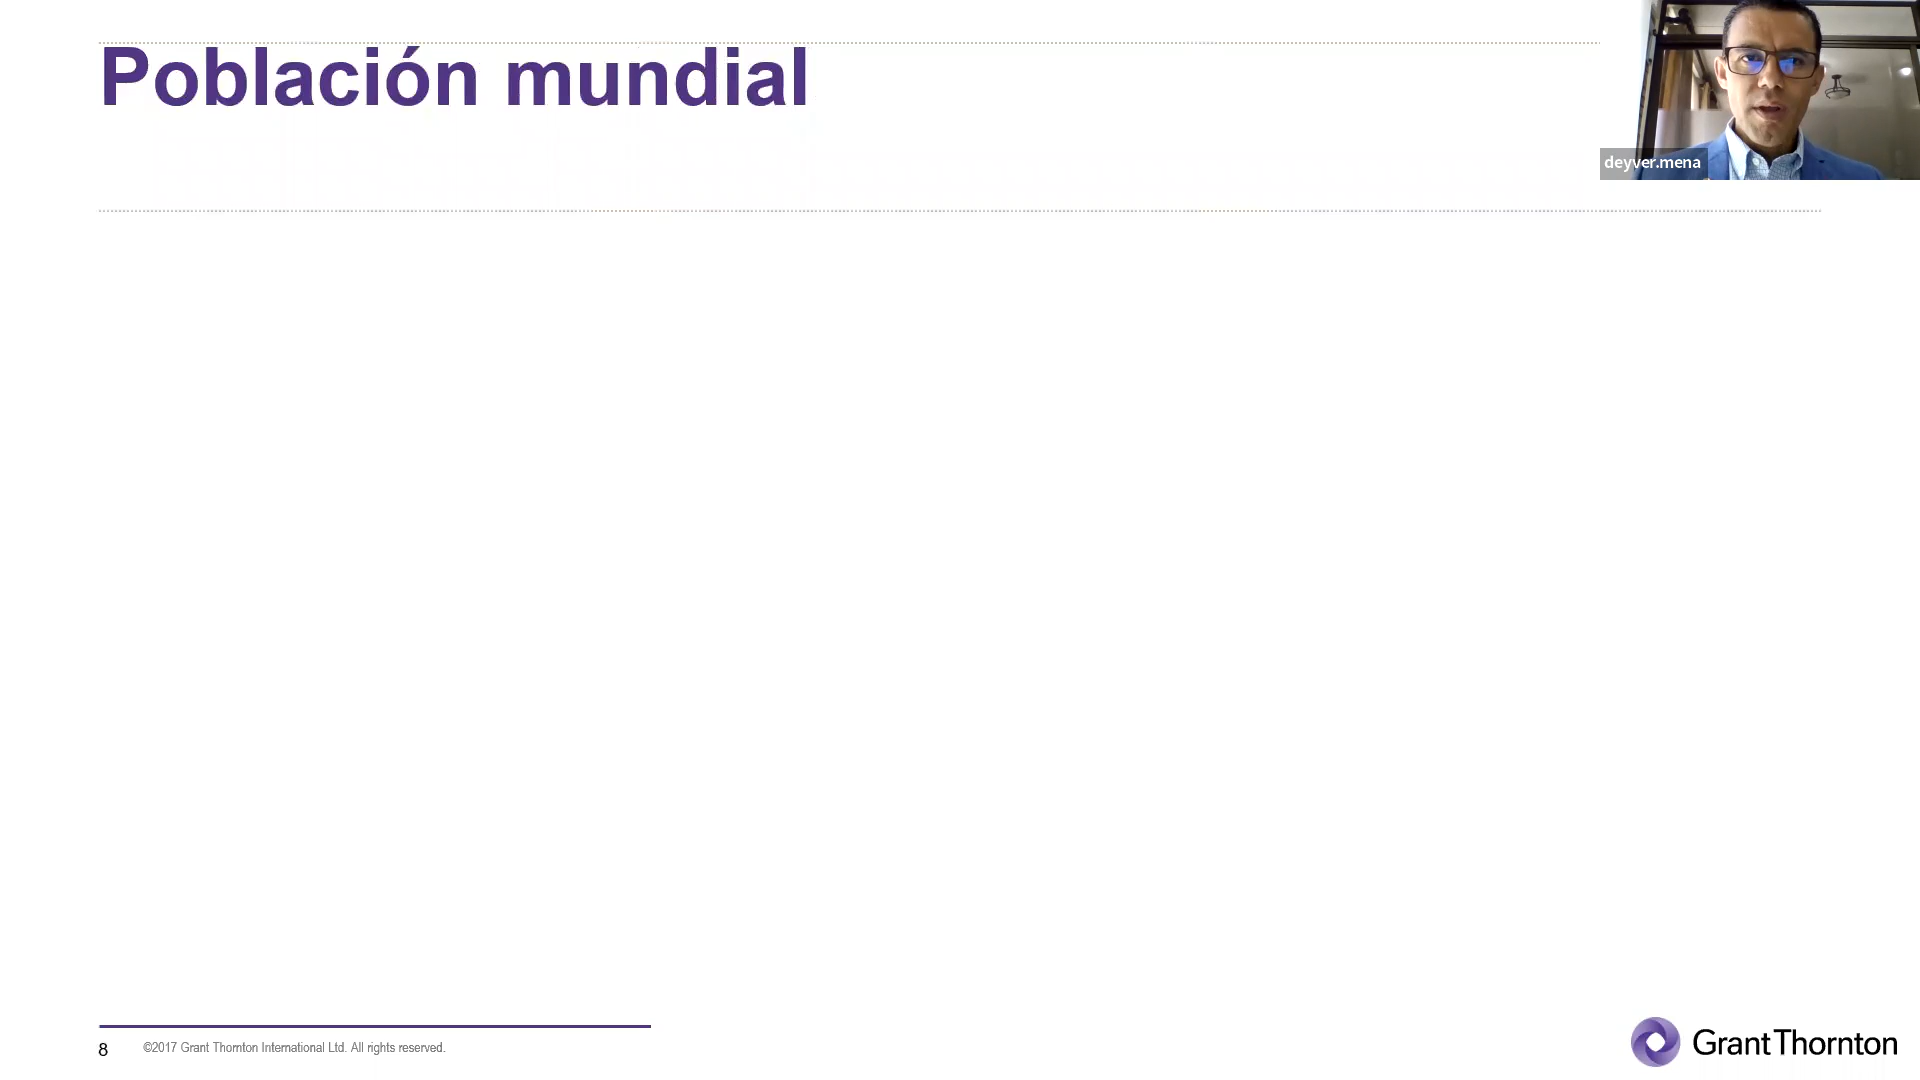 Población mundial
deyver.mena
8
©2017 Grant Thornton International Ltd. All rights reserved.
Grant Thornton